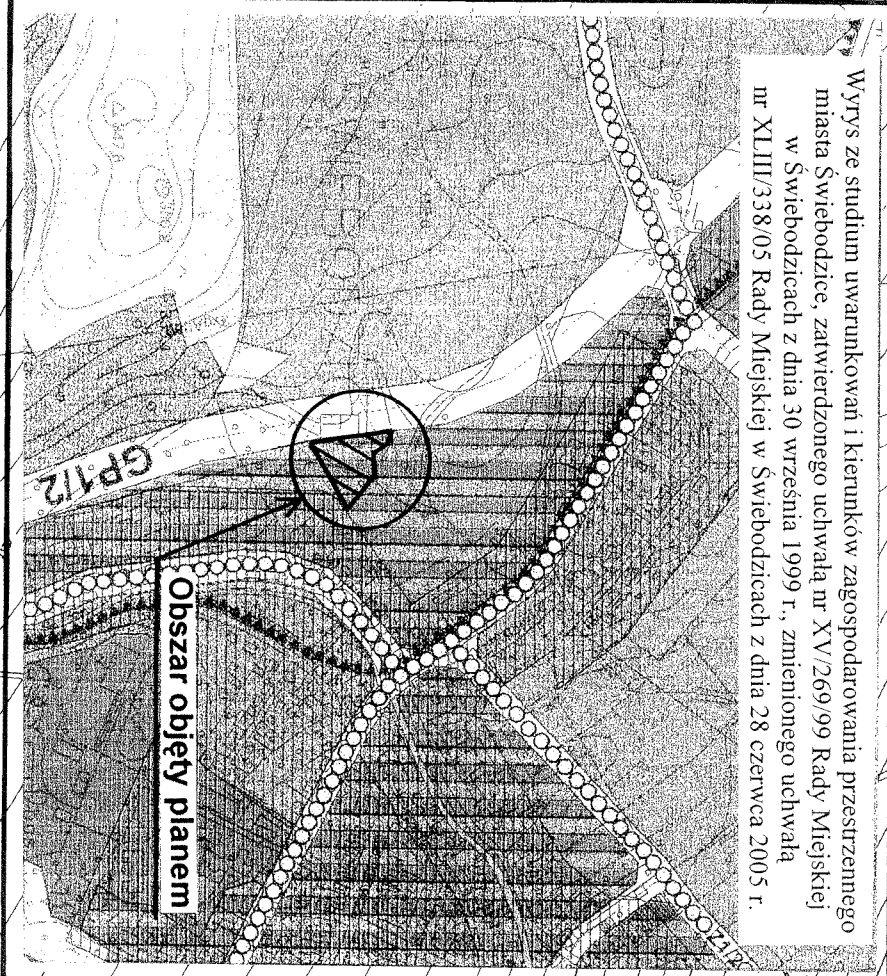 Wyrys ze studium uwarunkowań i kierunków zagospodarowania przestrzennego
miasta Świebodzice, zatwierdzonego uchwałą nr XV/269/99 Rady Miejskiej
w Świebodzicach z dnia 30 września 1999 r., zmienionego uchwałą
nr XLIII/338/05 Rady Miejskiej w Świebodzicach z dnia 28 czerwca 2005 r.
GP1/2
Obszar objęty planem
Z1/2